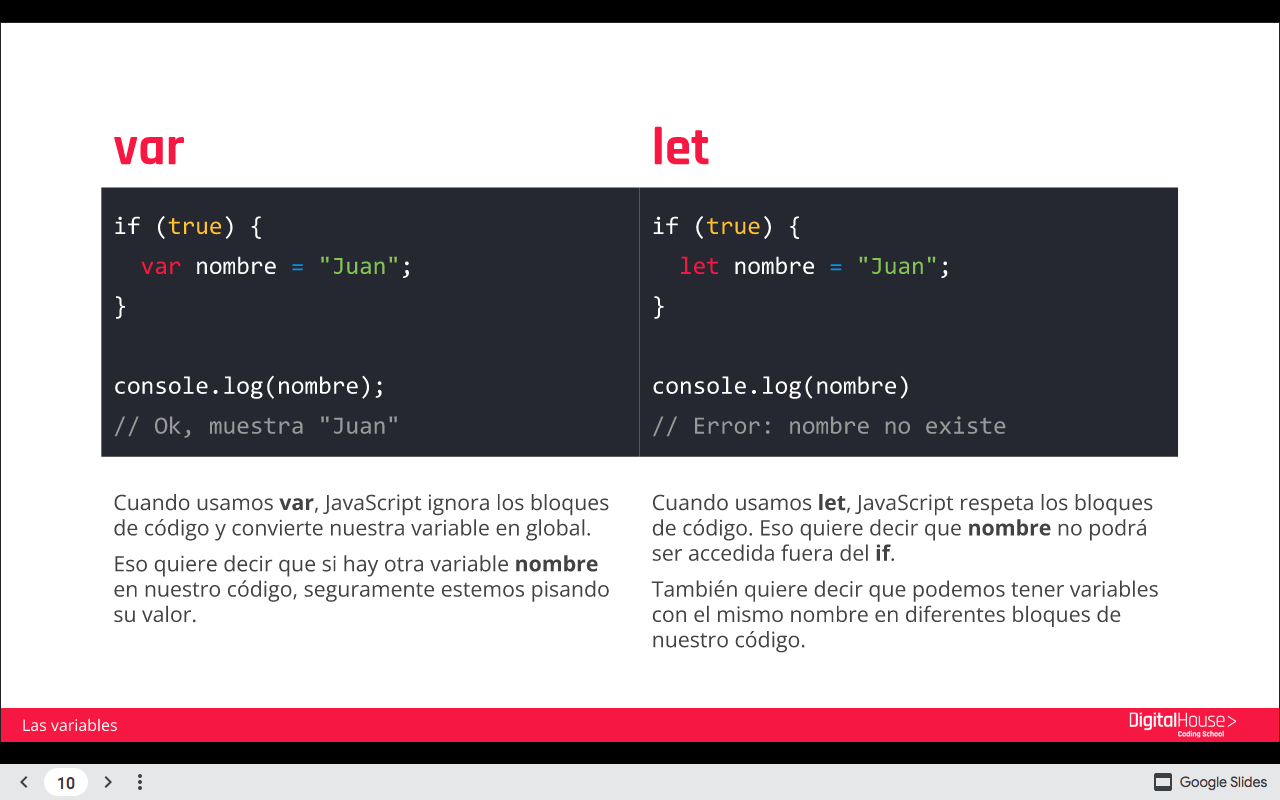 var
if (true) {
  var nombre = "Juan";
}
console.log(nombre);
// Ok, muestra "Juan"
Cuando usamos var, JavaScript ignora los bloques
de código y convierte nuestra variable en global.
Eso quiere decir que si hay otra variable nombre
en nuestro código, seguramente estemos pisando
su valor.
let
if (true) {
  let nombre = "Juan";
}
console.log(nombre)
// Error: nombre no existe
Cuando usamos let, JavaScript respeta los bloques
de código. Eso quiere decir que nombre no podrá
ser accedida fuera del if.
También quiere decir que podemos tener variables
con el mismo nombre en diferentes bloques de
nuestro código.
Las variables
DigitalHouse>
Coding School
10
Google Slides